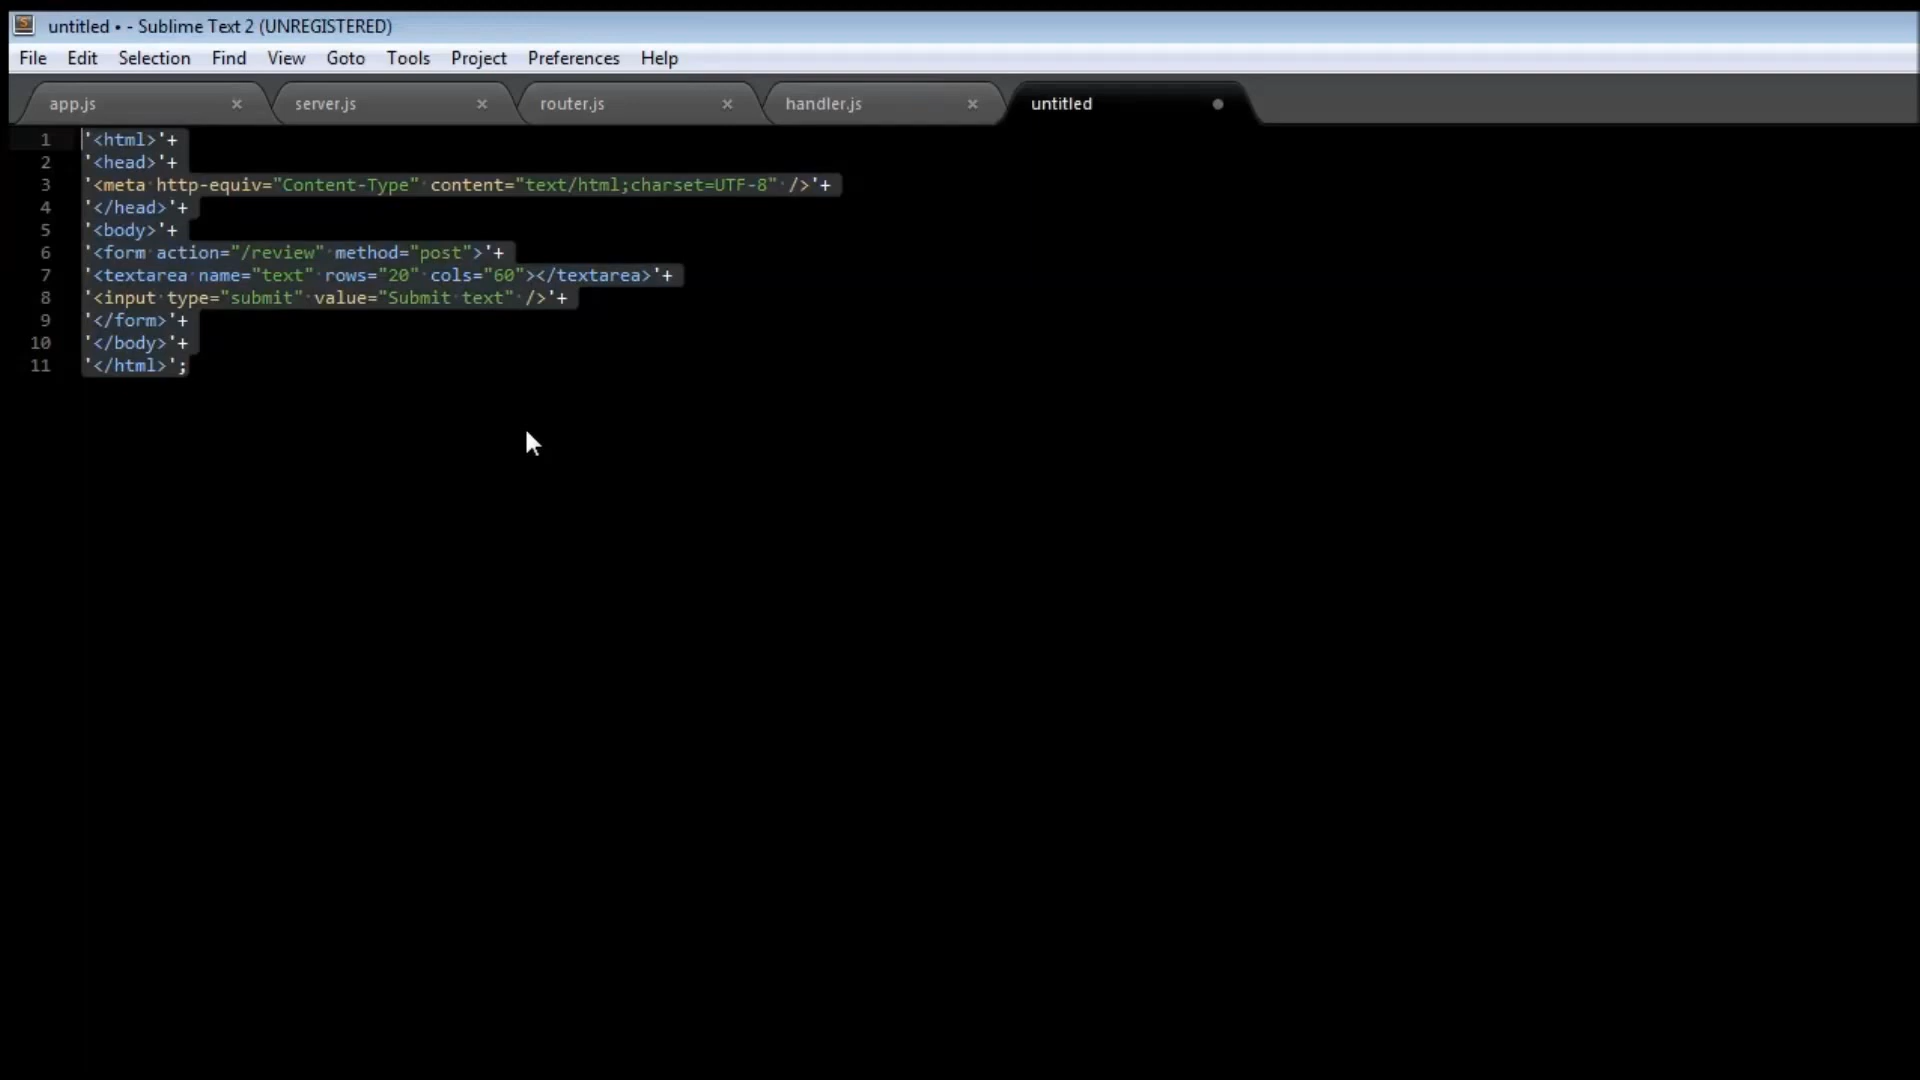 untitled • - Sublime Text 2 (UNREGISTERED)
File Edit Selection Find View Goto Tools Project Preferences Help
app.js × server.js × router.js × handler.js × untitled
1 '<html>'+
2 '<head>'+
3 '<meta http-equiv="Content-Type" content="text/html;charset=UTF-8" />'+
4 '</head>'+
5 '<body>'+
6 '<form action="/review" method="post">'+
7 '<textarea name="text" rows="20" cols="60"></textarea>'+
8 '<input type="submit" value="Submit text" />'+
9 '</form>'+
10 '</body>'+
11 '</html>';